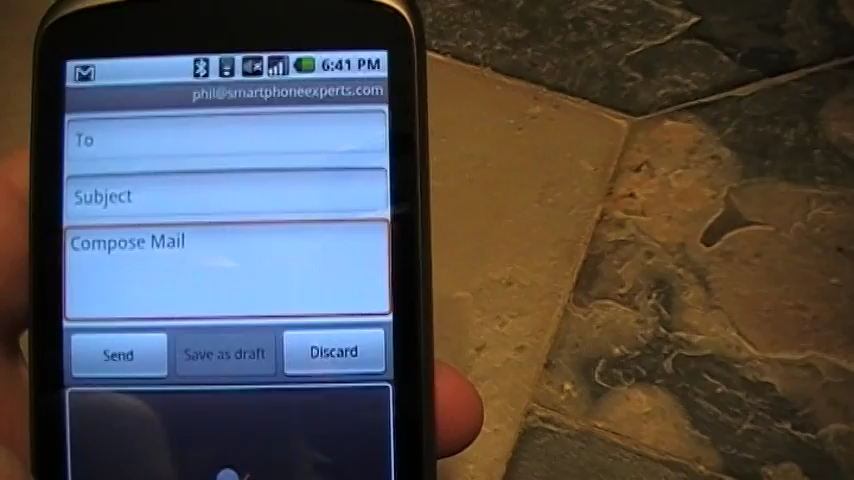 6:41 PM
phil@smartphoneexperts.com
To
Subject
Compose Mail
Send
Save as draft
Discard